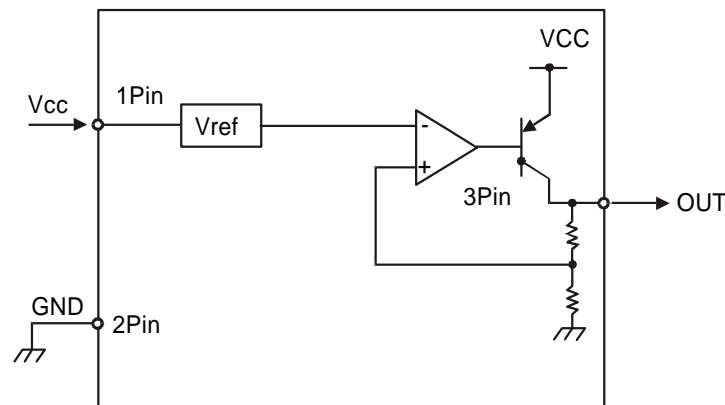 VCC
1Pin
Vcc
Vref
-
+
3Pin
OUT
GND
2Pin